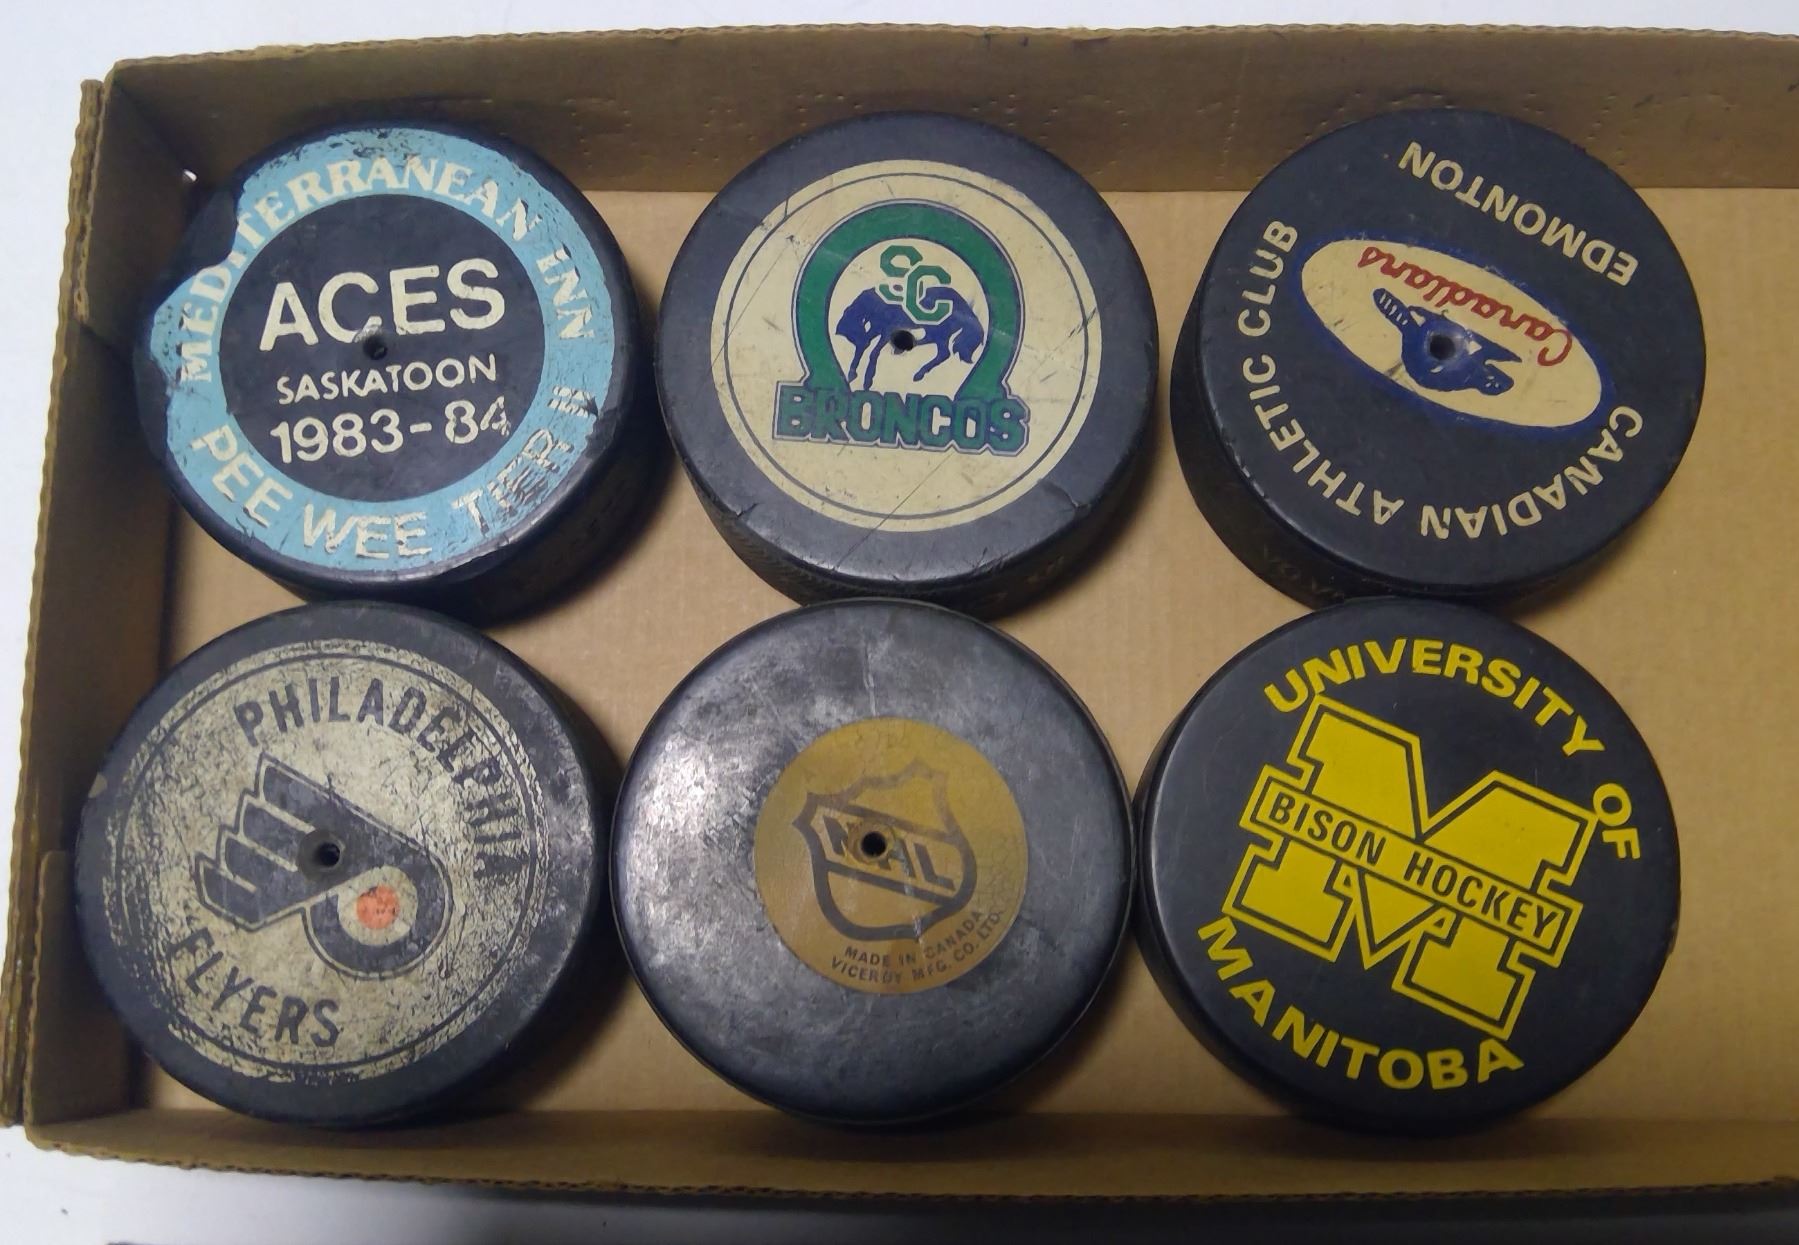 MEDITERRANEAN INN
ACES
SASKATOON
1983-84
PEE WEE TIER II
SC
BRONCOS
EDMONTON
Canadians
CANADIAN ATHLETIC CLUB
PHILADELPHIA
FLYERS
NHL
MADE IN CANADA
VICEROY MFG. CO. LTD.
UNIVERSITY OF
BISON HOCKEY
MANITOBA